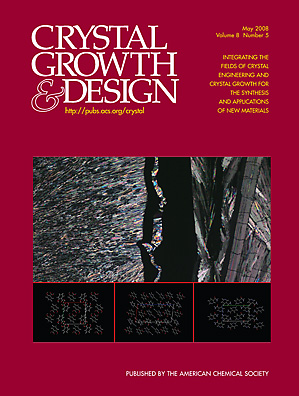 May 2008
Volume 8 Number 5
CRYSTAL
GROWTH
&DESIGN
http://pubs.acs.org/crystal
INTEGRATING THE
FIELDS OF CRYSTAL
ENGINEERING AND
CRYSTAL GROWTH FOR
THE SYNTHESIS
AND APPLICATIONS
OF NEW MATERIALS
PUBLISHED BY THE AMERICAN CHEMICAL SOCIETY